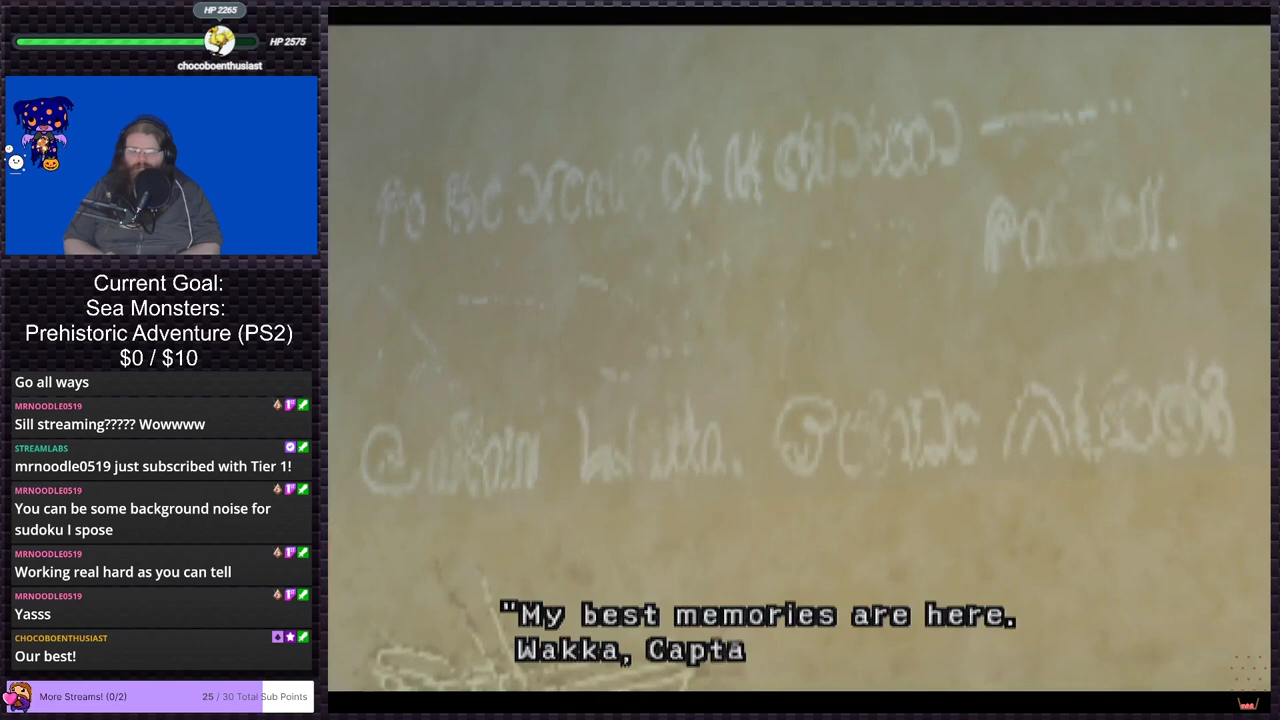 HP 2265
HP 2575
chocoboenthusiast
Current Goal:
Sea Monsters:
Prehistoric Adventure (PS2)
$0 / $10
Go all ways
MRNOODLE0519
Sill streaming????? Wowwww
STREAMLABS
mrnoodle0519 just subscribed with Tier 1!
MRNOODLE0519
You can be some background noise for
sudoku I spose
MRNOODLE0519
Working real hard as you can tell
MRNOODLE0519
Yasss
CHOCOBOENTHUSIAST
Our best!
More Streams! (0/2)
25 / 30 Total Sub Points
"My best memories are here.
Wakka, Capta